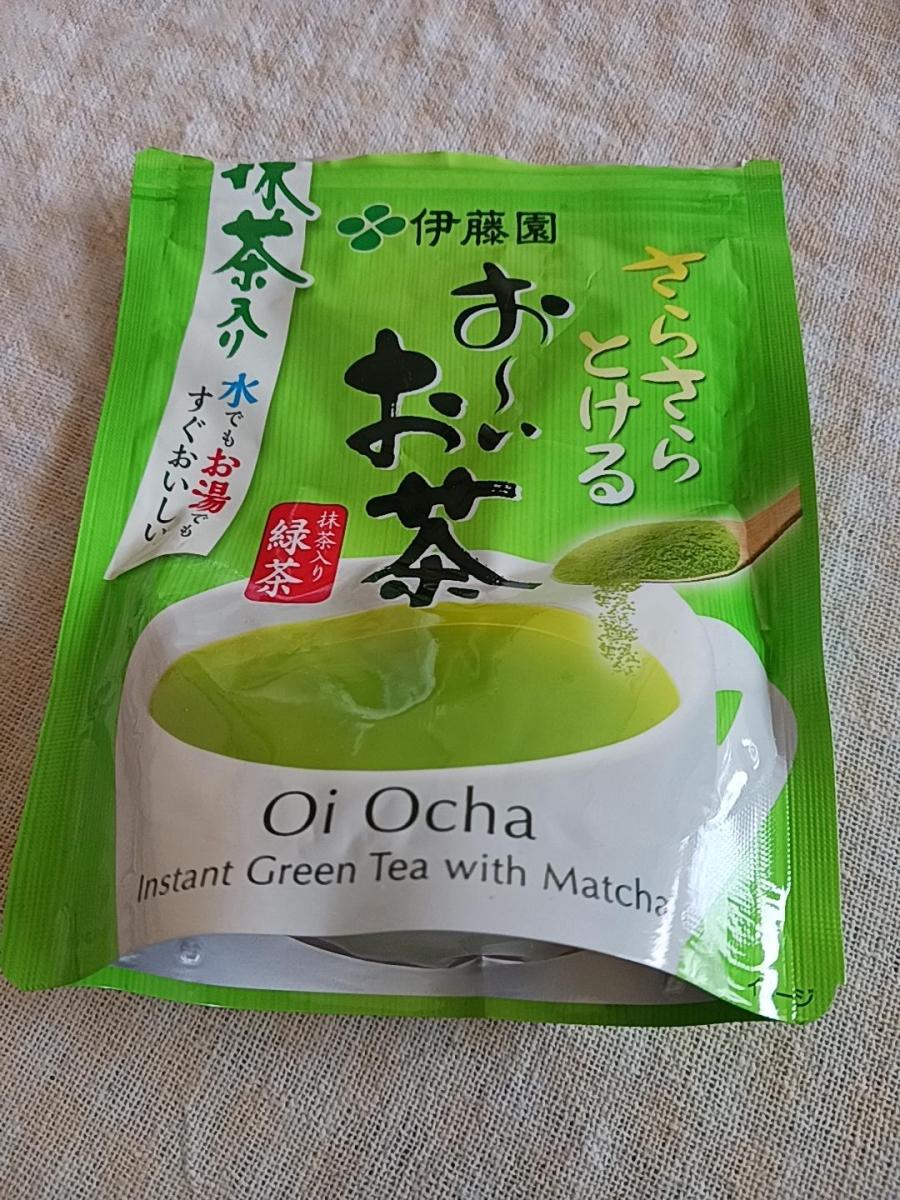 抹茶入り
水でもお湯でも
すぐおいしい
伊藤園
お〜い
お茶
さらさら
とける
抹茶入り
緑茶
Oi Ocha
Instant Green Tea with Matcha
イメージ